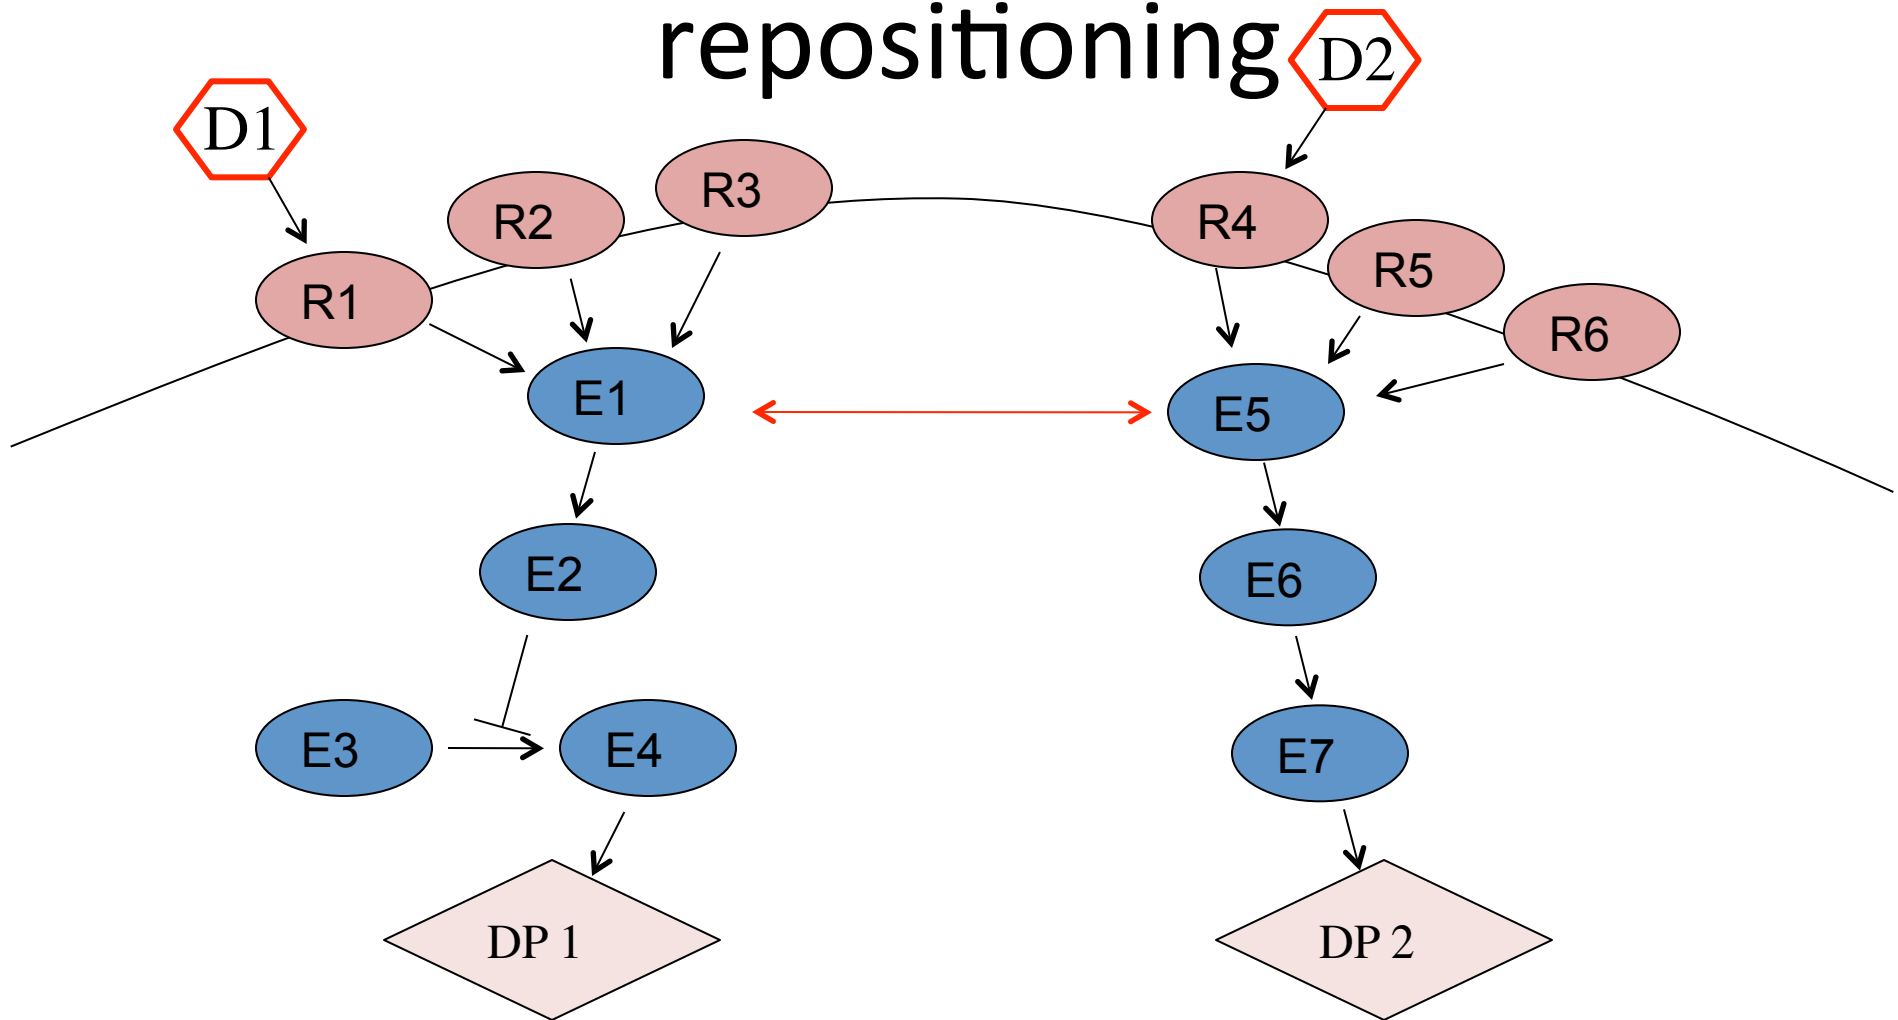 repositioning
D1
D2
R1
R2
R3
R4
R5
R6
E1
E5
E2
E6
E3
E4
E7
DP 1
DP 2